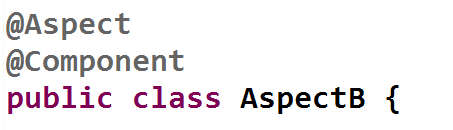 @Aspect
@Component
public class AspectB {